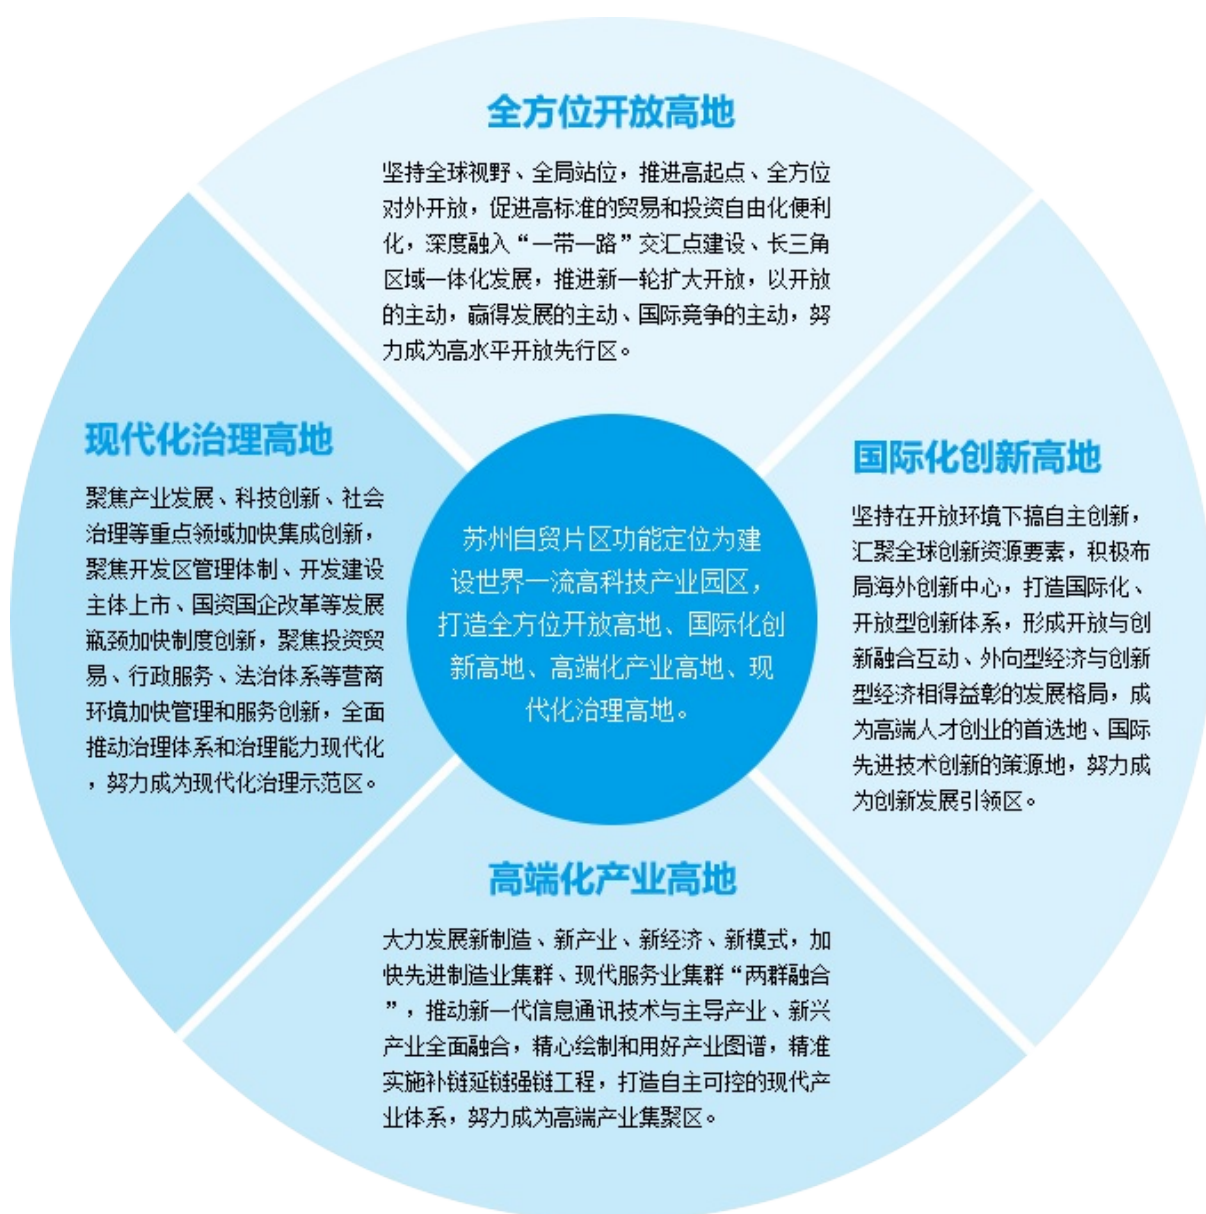 全方位开放高地
坚持全球视野、全局站位，推进高起点、全方位
对外开放，促进高标准的贸易和投资自由化便利
化，深度融入“一带一路”交汇点建设、长三角
区域一体化发展，推进新一轮扩大开放，以开放
的主动，赢得发展的主动、国际竞争的主动，努
力成为高水平开放先行区。
现代化治理高地
聚焦产业发展、科技创新、社会
治理等重点领域加快集成创新，
聚焦开发区管理体制、开发建设
主体上市、国资国企改革等发展
瓶颈加快制度创新，聚焦投资贸
易、行政服务、法治体系等营商
环境加快管理和服务创新，全面
推动治理体系和治理能力现代化
，努力成为现代化治理示范区。
苏州自贸片区功能定位为建
设世界一流高科技产业园区，
打造全方位开放高地、国际化创
新高地、高端化产业高地、现
代化治理高地。
国际化创新高地
坚持在开放环境下搞自主创新，
汇聚全球创新资源要素，积极布
局海外创新中心，打造国际化、
开放型创新体系，形成开放与创
新融合互动、外向型经济与创新
型经济相得益彰的发展格局，成
为高端人才创业的首选地、国际
先进技术创新的策源地，努力成
为创新发展引领区。
高端化产业高地
大力发展新制造、新产业、新经济、新模式，加
快先进制造业集群、现代服务业集群“两群融合
”，推动新一代信息通讯技术与主导产业、新兴
产业全面融合，精心绘制和用好产业图谱，精准
实施补链延链强链工程，打造自主可控的现代产
业体系，努力成为高端产业集聚区。